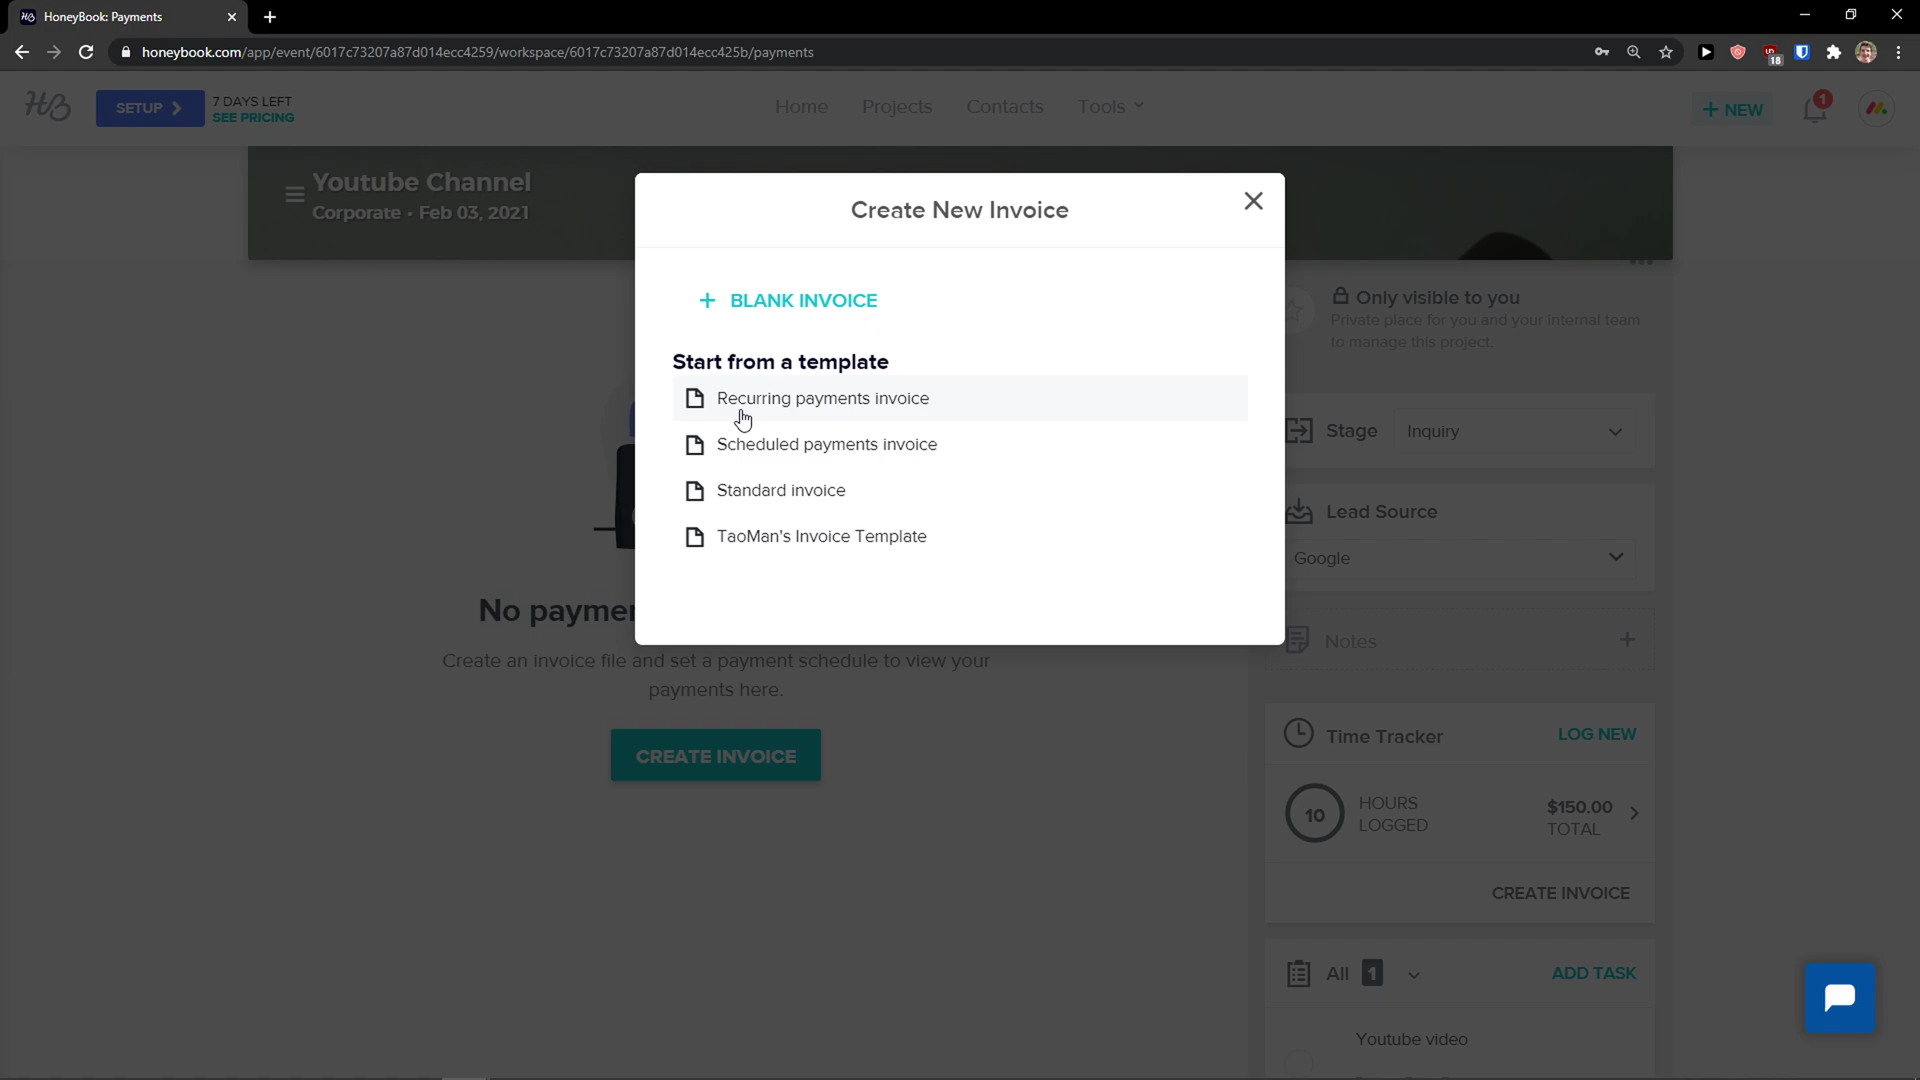 HoneyBook: Payments
honeybook.com/app/event/6017c73207a87d014ecc4259/workspace/6017c73207a87d014ecc425b/payments
18
HB
SETUP
7 DAYS LEFT
SEE PRICING
Home
Projects
Contacts
Tools
+ NEW
1
Youtube Channel
Corporate • Feb 03, 2021
Create New Invoice
+ BLANK INVOICE
Start from a template
Recurring payments invoice
Scheduled payments invoice
Standard invoice
TaoMan's Invoice Template
No paymen
Create an invoice file and set a payment schedule to view your
payments here.
CREATE INVOICE
Only visible to you
Private place for you and your internal team
to manage this project.
Stage
Inquiry
Lead Source
Google
Notes
+
Time Tracker
LOG NEW
10
HOURS
LOGGED
$150.00
TOTAL
CREATE INVOICE
All 1
ADD TASK
Youtube video